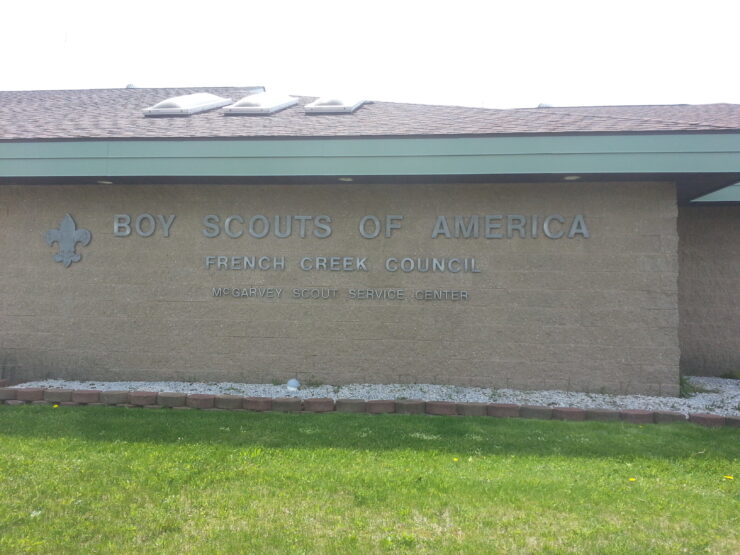 BOY SCOUTS OF AMERICA
FRENCH CREEK COUNCIL
McGARVEY SCOUT SERVICE CENTER